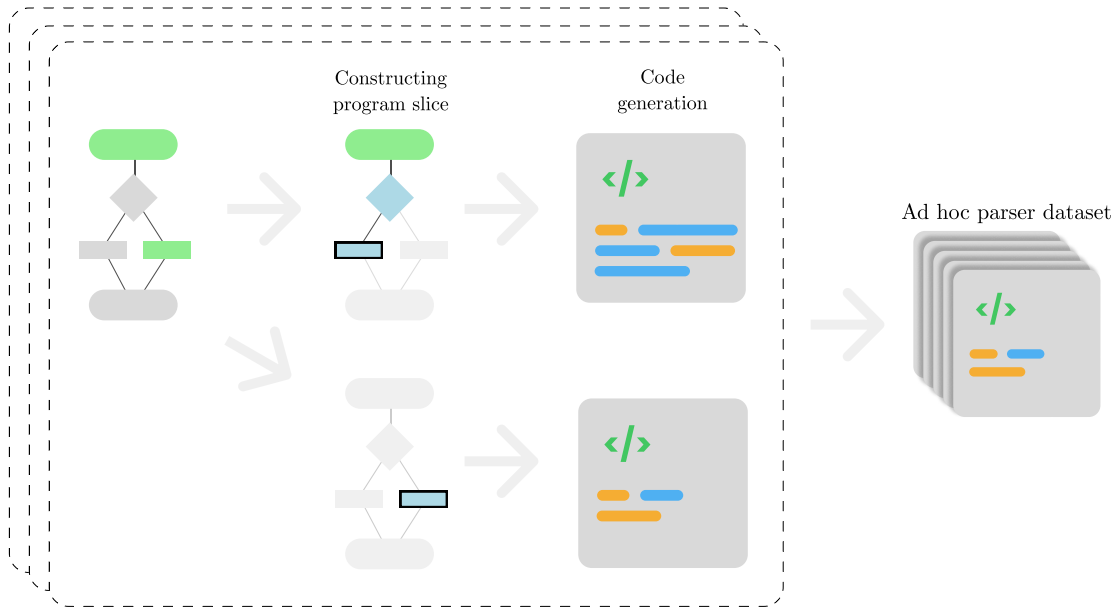 Constructing
program slice
Code
generation
</>
Ad hoc parser dataset
</>
</>